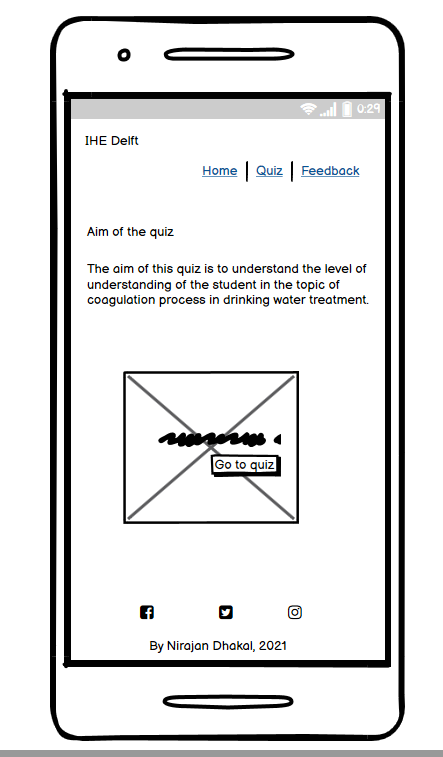 0:29
IHE Delft
Home | Quiz | Feedback
Aim of the quiz
The aim of this quiz is to understand the level of
understanding of the student in the topic of
coagulation process in drinking water treatment.
Go to quiz
By Nirajan Dhakal, 2021